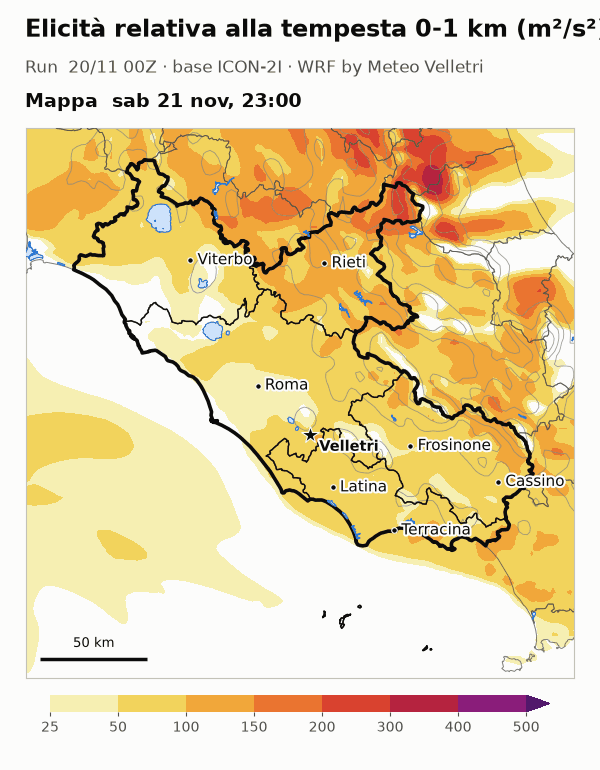 Elicità relativa alla tempesta 0-1 km (m²/s²)
Run  20/11 00Z · base ICON-2I · WRF by Meteo Velletri
Mappa  sab 21 nov, 23:00
Viterbo
Rieti
Roma
Velletri
Frosinone
Latina
Cassino
Terracina
50 km
25 50 100 150 200 300 400 500